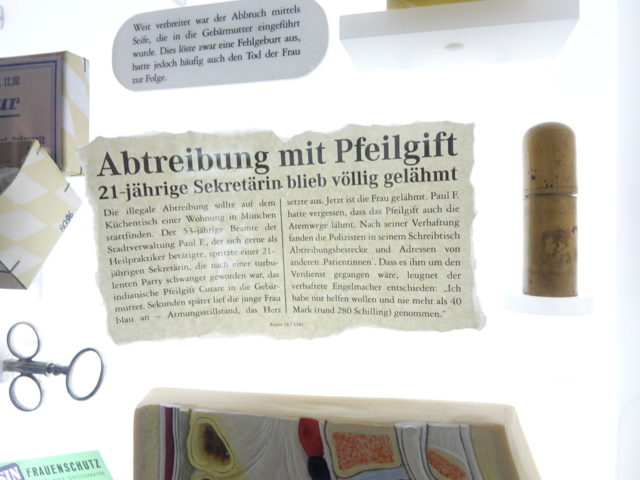 Weit verbreitet war der Abbruch mittels
Seife, die in die Gebärmutter eingeführt
wurde. Dies löste zwar eine Fehlgeburt aus,
hatte jedoch häufig auch den Tod der Frau
zur Folge.
12.00
Abtreibung mit Pfeilgift
21-jährige Sekretärin blieb völlig gelähmt
Die illegale Abtreibung sollte auf dem
Küchentisch einer Wohnung in München
stattfinden. Der 53-jährige Beamte der
Stadtverwaltung Paul F., der sich gerne als
Heilpraktiker betätigte, spritzte einer 21-
jährigen Sekretärin, die nach einer turbu-
lenten Party schwanger geworden war, das
indianische Pfeilgift Curare in die Gebär-
mutter. Sekunden später lief die junge Frau
blau an – Atmungsstillstand, das Herz
setzte aus. Jetzt ist die Frau gelähmt. Paul F.
hatte vergessen, dass das Pfeilgift auch die
Atemwege lähmt. Nach seiner Verhaftung
finden die Polizisten in seinem Schreibtisch
Abtreibungsbestecke und Adressen von
anderen „Patientinnen“. Dass es ihm um den
Verdienst gegangen wäre, leugnet der
verhaftete Engelmacher entschieden: „Ich
habe nur helfen wollen und nie mehr als 40
Mark (rund 280 Schilling) genommen.“
FRAUENSCHUTZ